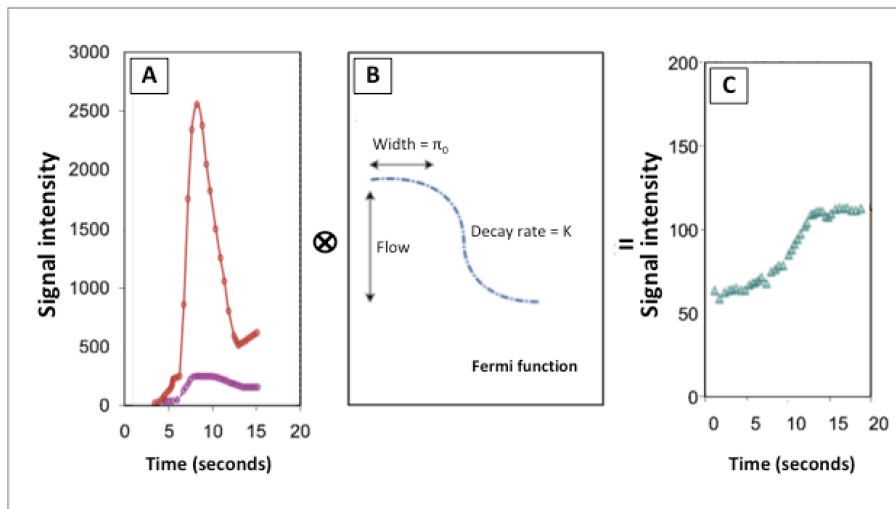 A
3000
2500
2000
1500
1000
500
0
0 5 10 15 20
Signal intensity
Time (seconds)
⊗
B
Width = π₀
Flow
Decay rate = K
Fermi function
=
C
200
150
100
50
0
0 5 10 15 20
Signal intensity
Time (seconds)